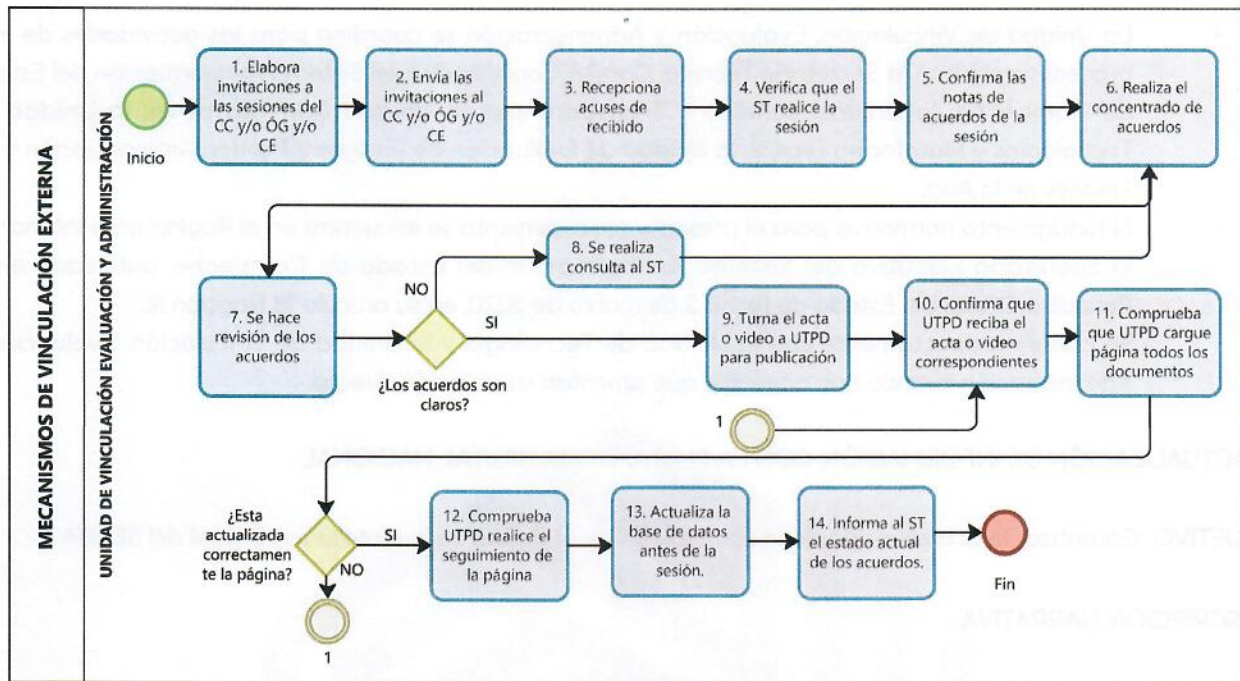 MECANISMOS DE VINCULACIÓN EXTERNA
UNIDAD DE VINCULACIÓN EVALUACIÓN Y ADMINISTRACIÓN
Inicio
1. Elabora
invitaciones a
las sesiones del
CC y/o ÓG y/o
CE
2. Envía las
invitaciones al
CC y/o ÓG y/o
CE
3. Recepciona
acuses de
recibido
4. Verifica que el
ST realice la
sesión
5. Confirma las
notas de
acuerdos de la
sesión
6. Realiza el
concentrado de
acuerdos
7. Se hace
revisión de los
acuerdos
NO
SI
¿Los acuerdos son
claros?
8. Se realiza
consulta al ST
9. Turna el acta
o video a UTPD
para publicación
10. Confirma que
UTPD reciba el
acta o video
correspondientes
11. Comprueba
que UTPD cargue
página todos los
documentos
1
¿Esta
actualizada
correctamen
te la página?
SI
NO
1
12. Comprueba
UTPD realice el
seguimiento de
la página
13. Actualiza la
base de datos
antes de la
sesión.
14. Informa al ST
el estado actual
de los acuerdos.
Fin